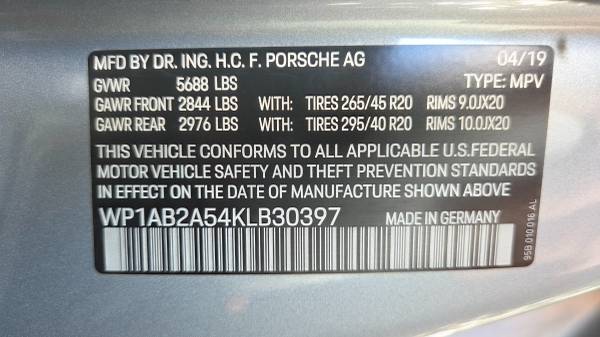 MFD BY DR. ING. H.C. F. PORSCHE AG 04/19
GVWR 5688 LBS TYPE: MPV
GAWR FRONT 2844 LBS WITH: TIRES 265/45 R20 RIMS 9.0JX20
GAWR REAR 2976 LBS WITH: TIRES 295/40 R20 RIMS 10.0JX20
THIS VEHICLE CONFORMS TO ALL APPLICABLE U.S.FEDERAL
MOTOR VEHICLE SAFETY AND THEFT PREVENTION STANDARDS
IN EFFECT ON THE DATE OF MANUFACTURE SHOWN ABOVE
WP1AB2A54KLB30397 MADE IN GERMANY
95B 010 016 AL